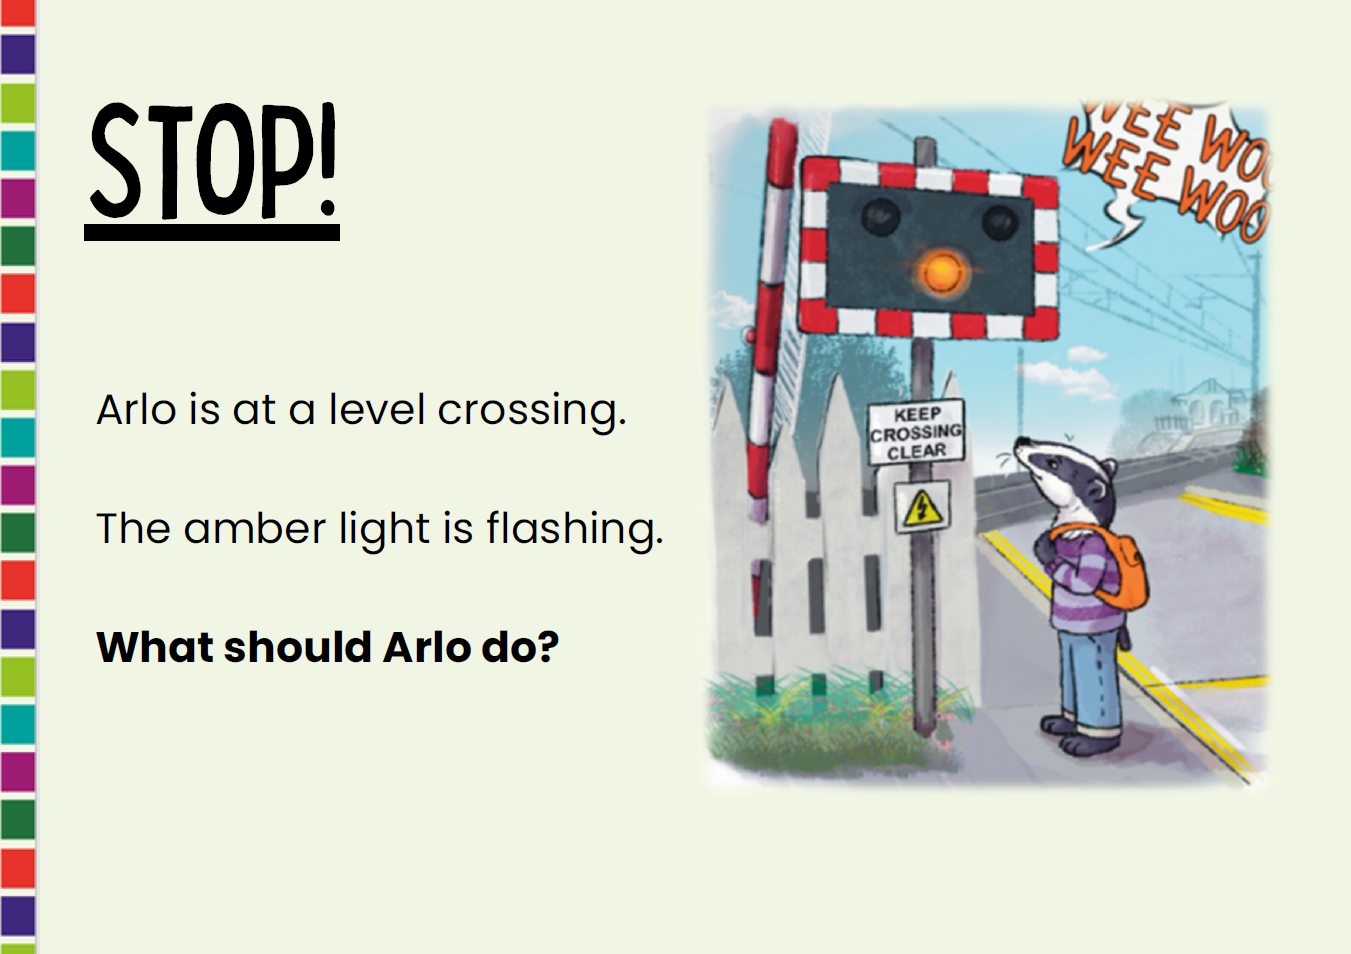 STOP!
Arlo is at a level crossing.
The amber light is flashing.
What should Arlo do?
WEE WOO
WEE WOO
KEEP
CROSSING
CLEAR